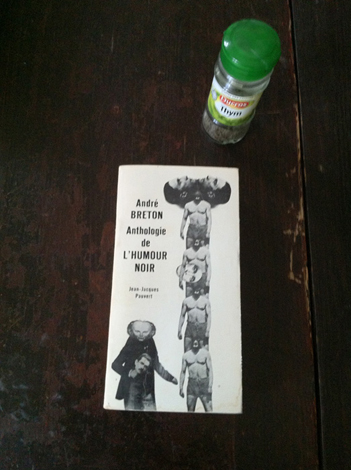 Ducros
Thym
André
BRETON
Anthologie
de
L'HUMOUR
NOIR
Jean-Jacques
Pauvert